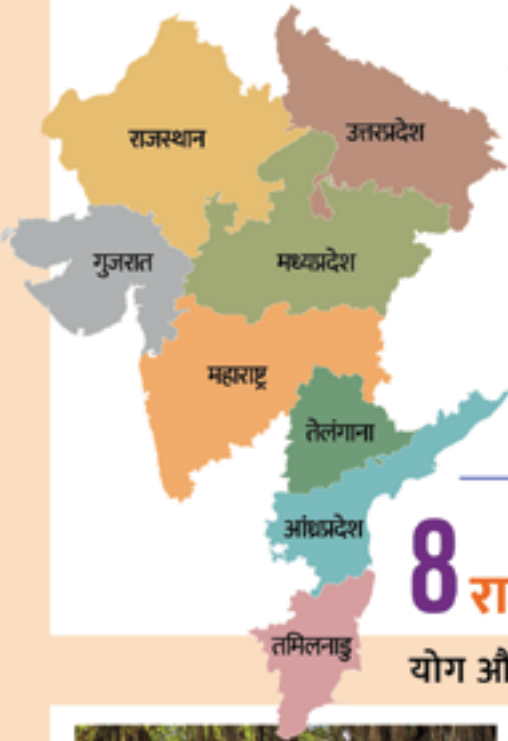 राजस्थान
उत्तरप्रदेश
गुजरात
मध्यप्रदेश
महाराष्ट्र
तेलंगाना
आंध्रप्रदेश
8 रा
तमिलनाडु
योग औ